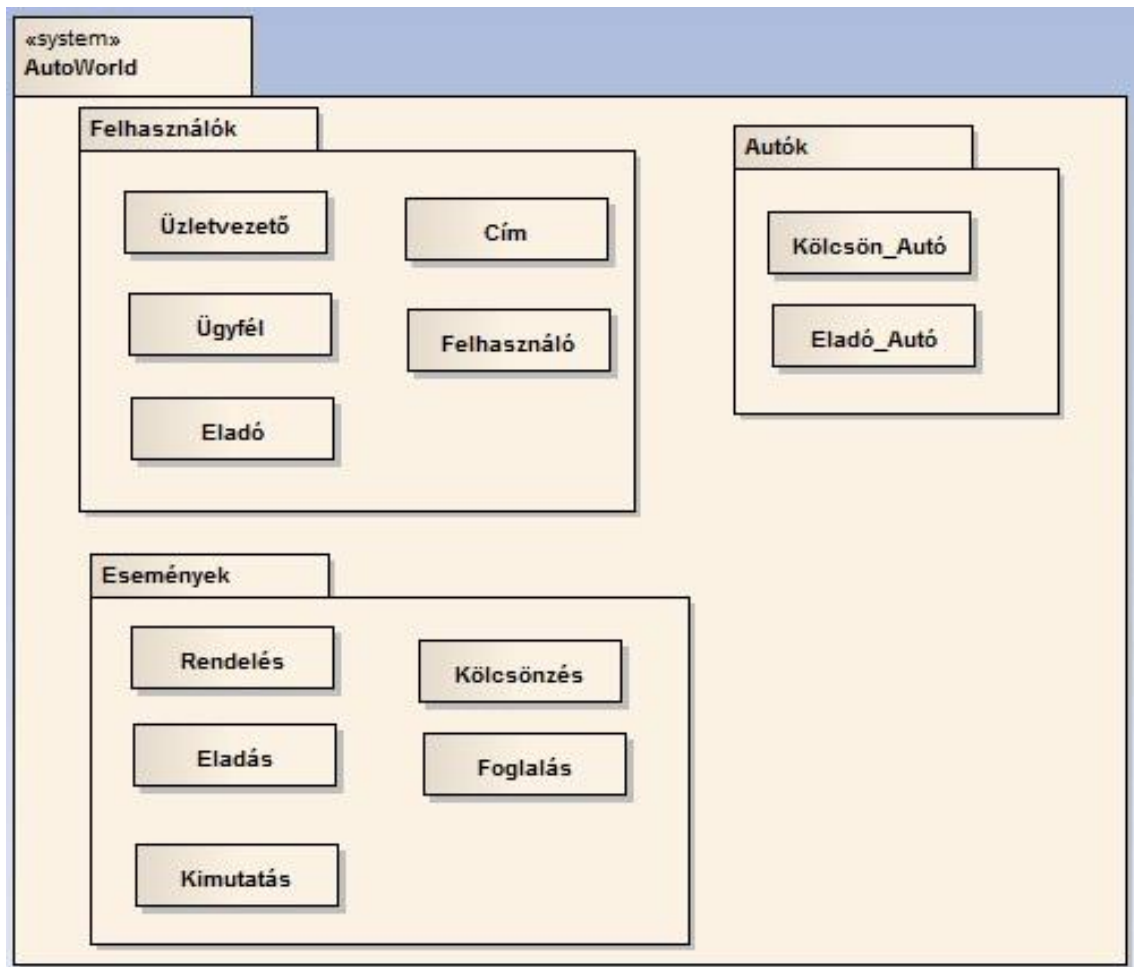 «system»
AutoWorld
Felhasználók
Üzletvezető
Cím
Ügyfél
Felhasználó
Eladó
Autók
Kölcsön_Autó
Eladó_Autó
Események
Rendelés
Kölcsönzés
Eladás
Foglalás
Kimutatás